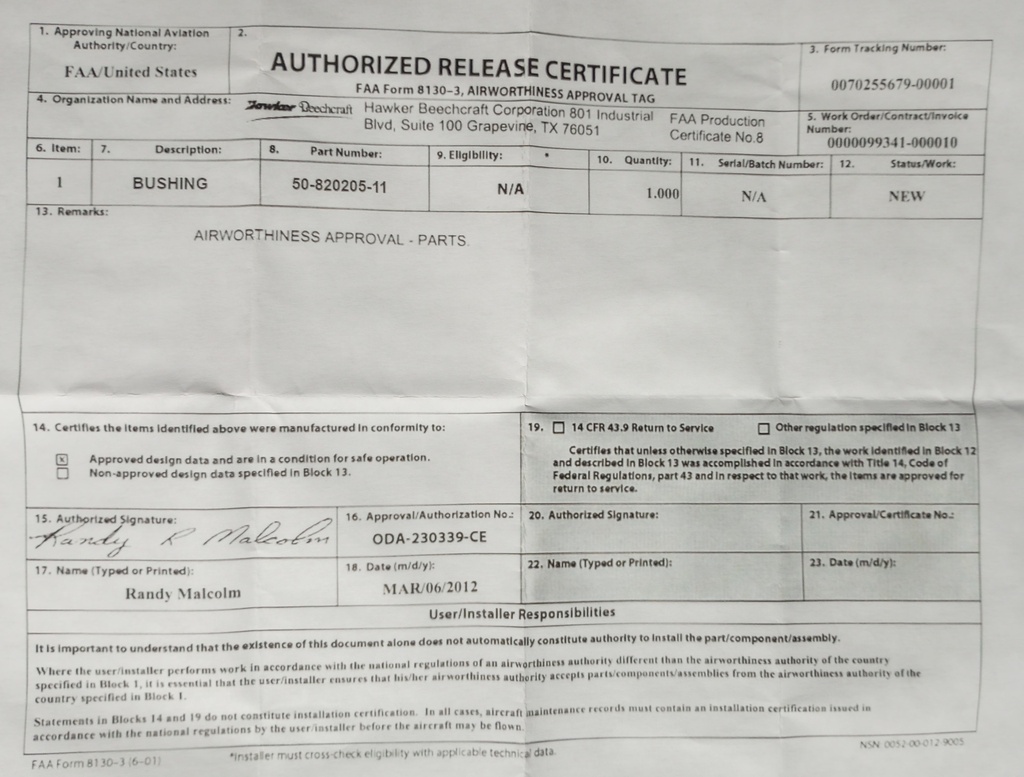 1. Approving National Aviation
Authority/Country:
FAA/United States
2.
AUTHORIZED RELEASE CERTIFICATE
FAA Form 8130–3, AIRWORTHINESS APPROVAL TAG
3. Form Tracking Number:
0070255679-00001
4. Organization Name and Address:
Hawker Beechcraft
Hawker Beechcraft Corporation 801 Industrial
Blvd, Suite 100 Grapevine, TX 76051
FAA Production
Certificate No.8
5. Work Order/Contract/Invoice
Number:
0000099341-000010
6. Item:
1
7. Description:
BUSHING
8. Part Number:
50-820205-11
9. Eligibility: *
N/A
10. Quantity:
1.000
11. Serial/Batch Number:
N/A
12. Status/Work:
NEW
13. Remarks:
AIRWORTHINESS APPROVAL - PARTS.
14. Certifies the items identified above were manufactured in conformity to:
x Approved design data and are in a condition for safe operation.
Non-approved design data specified in Block 13.
19. 14 CFR 43.9 Return to Service Other regulation specified in Block 13
Certifies that unless otherwise specified in Block 13, the work identified in Block 12
and described in Block 13 was accomplished in accordance with Title 14, Code of
Federal Regulations, part 43 and in respect to that work, the items are approved for
return to service.
15. Authorized Signature:
Randy R Malcolm
16. Approval/Authorization No.:
ODA-230339-CE
20. Authorized Signature:
21. Approval/Certificate No.:
17. Name (Typed or Printed):
Randy Malcolm
18. Date (m/d/y):
MAR/06/2012
22. Name (Typed or Printed):
23. Date (m/d/y):
User/Installer Responsibilities
It is important to understand that the existence of this document alone does not automatically constitute authority to install the part/component/assembly.
Where the user/installer performs work in accordance with the national regulations of an airworthiness authority different than the airworthiness authority of the country
specified in Block 1, it is essential that the user/installer ensures that his/her airworthiness authority accepts parts/components/assemblies from the airworthiness authority of the
country specified in Block 1.
Statements in Blocks 14 and 19 do not constitute installation certification. In all cases, aircraft maintenance records must contain an installation certification issued in
accordance with the national regulations by the user/installer before the aircraft may be flown.
FAA Form 8130–3 (6–01)
*Installer must cross-check eligibility with applicable technical data.
NSN: 0052-00-012-9005